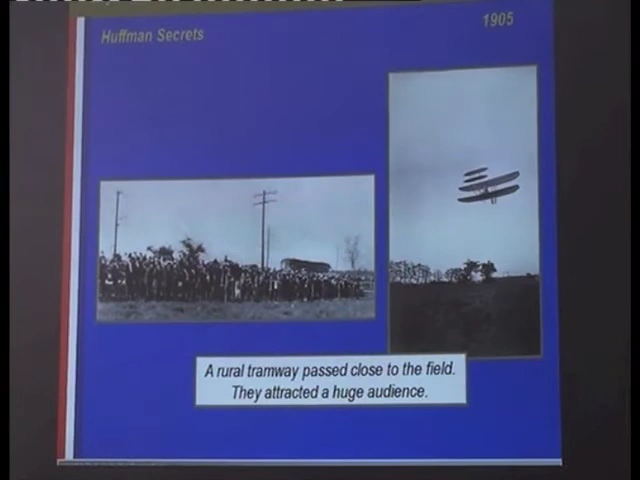 Huffman Secrets
1905
A rural tramway passed close to the field.
They attracted a huge audience.